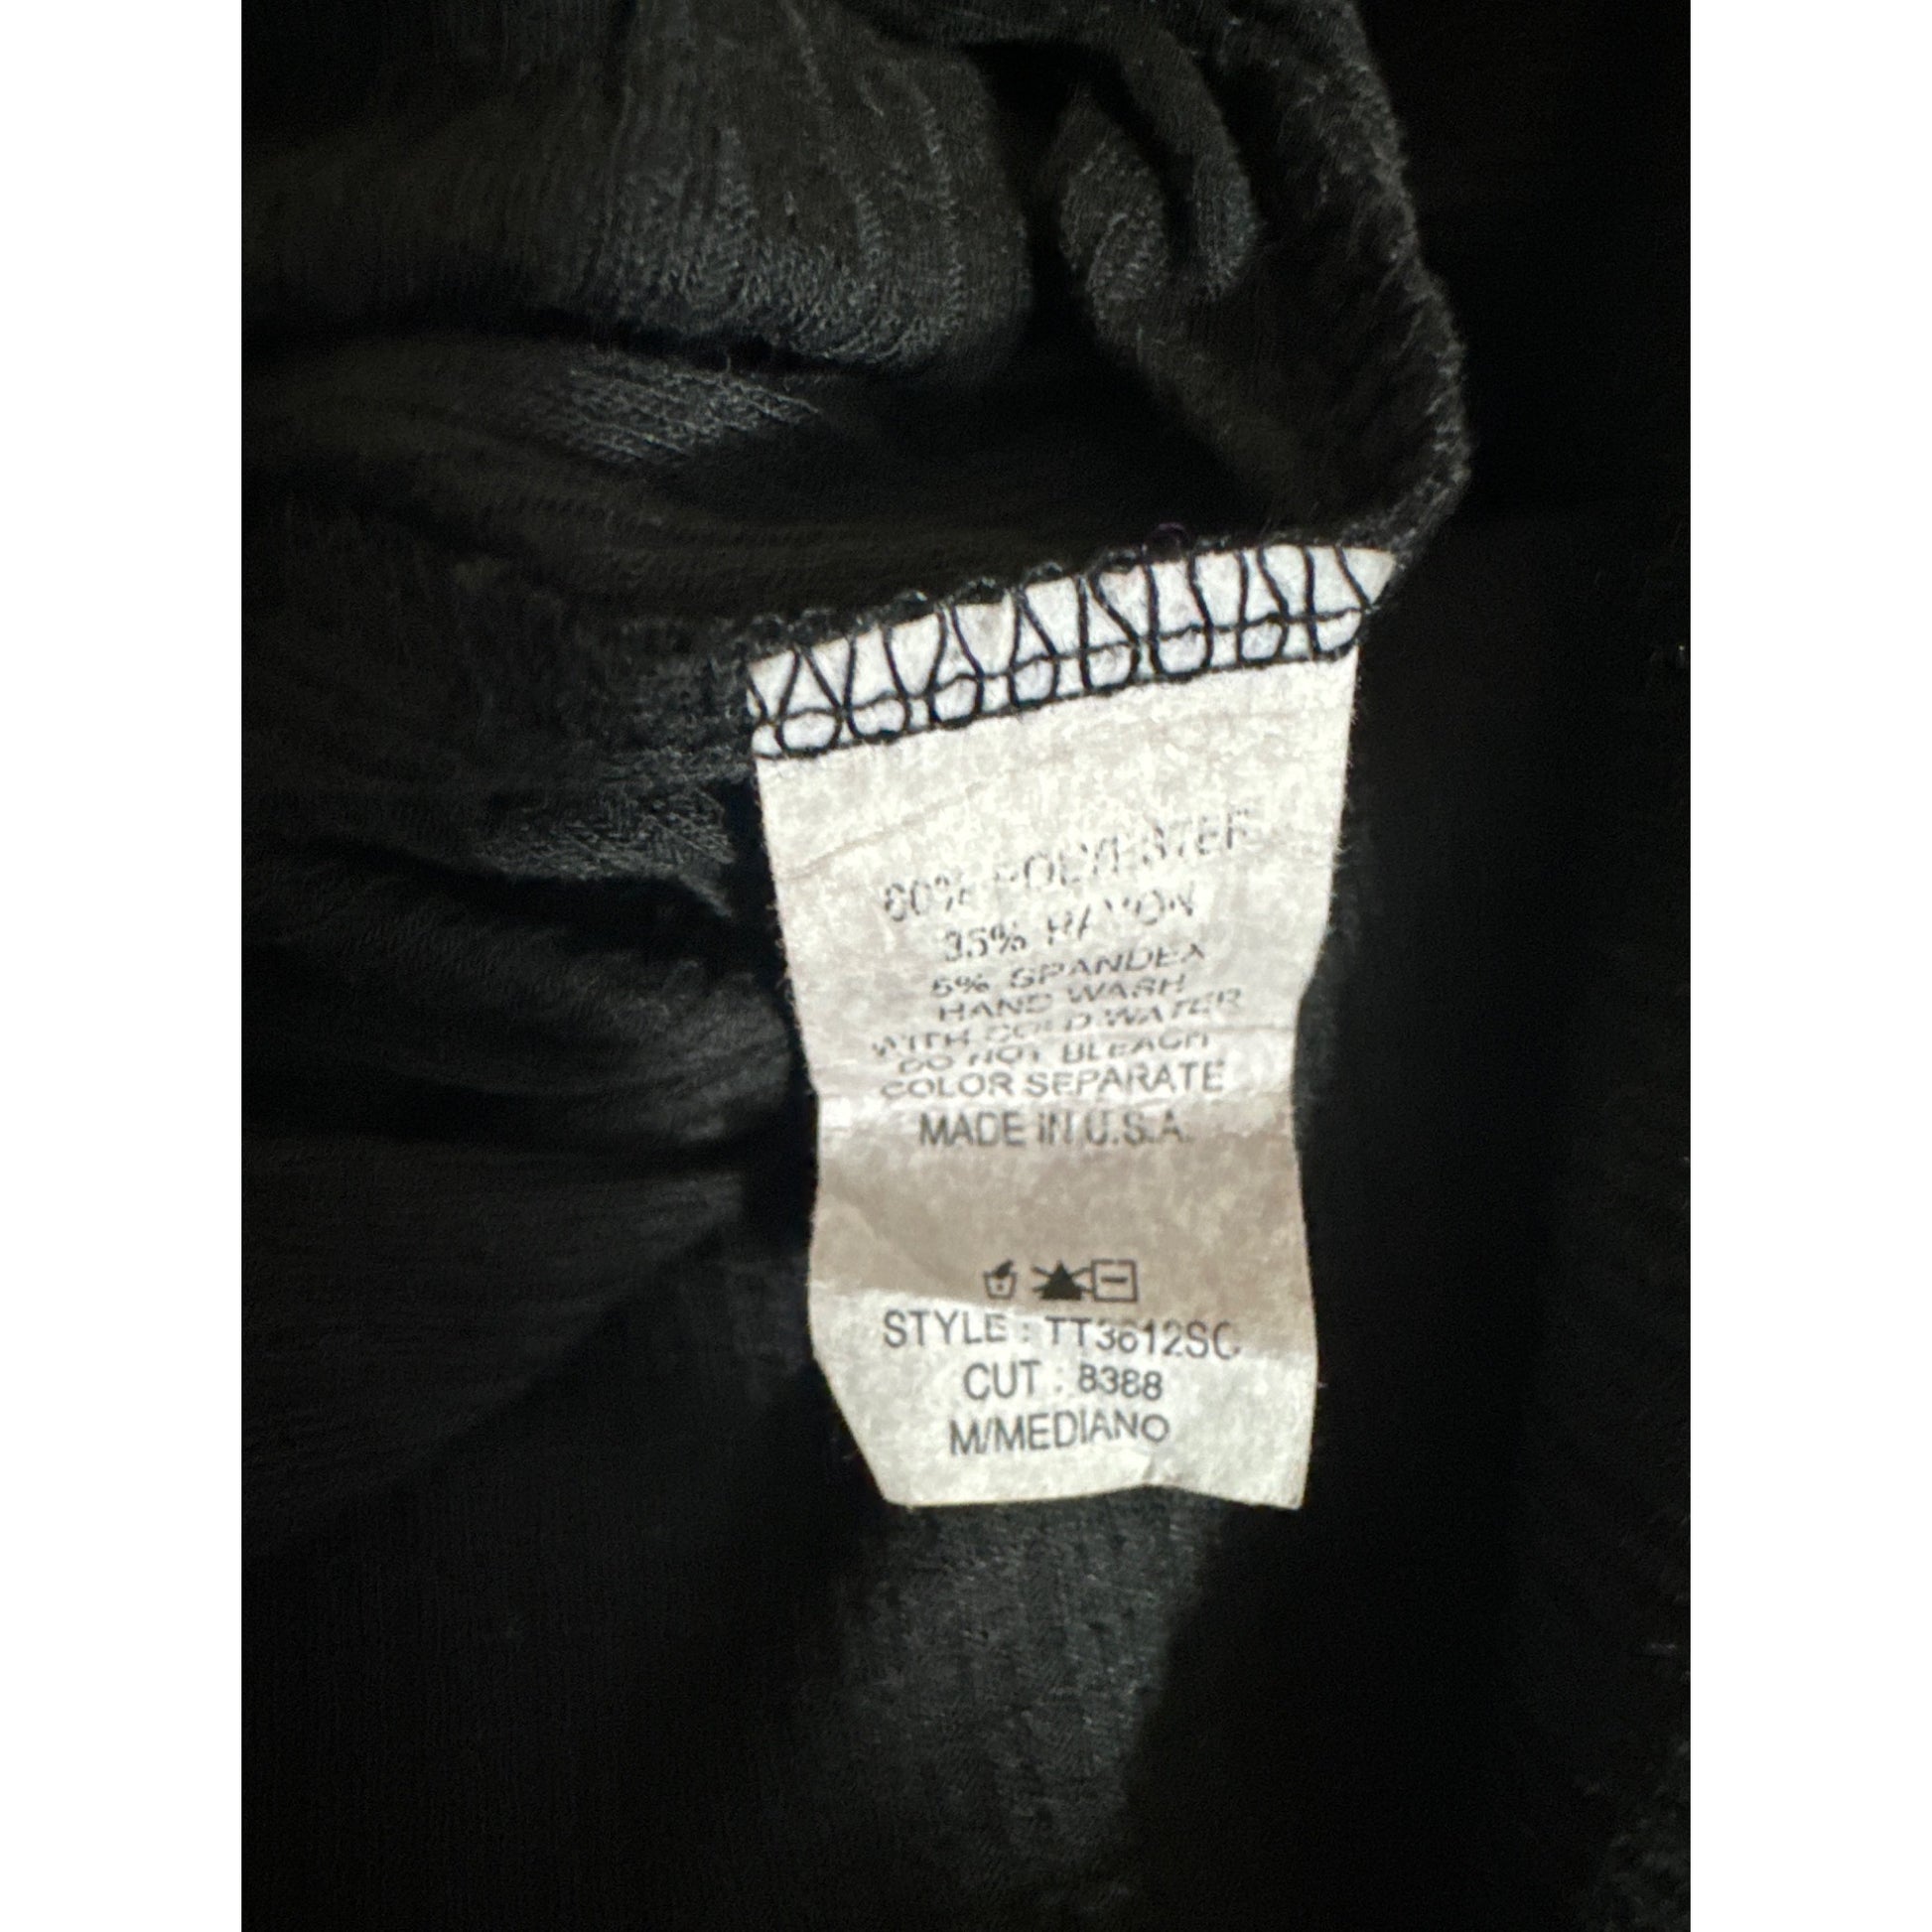 60% POLYESTER
35% RAYON
5% SPANDEX
HAND WASH
WITH COLD WATER
DO NOT BLEACH
COLOR SEPARATE
MADE IN U.S.A.
STYLE : TT3612SC
CUT : 8388
M/MEDIANO